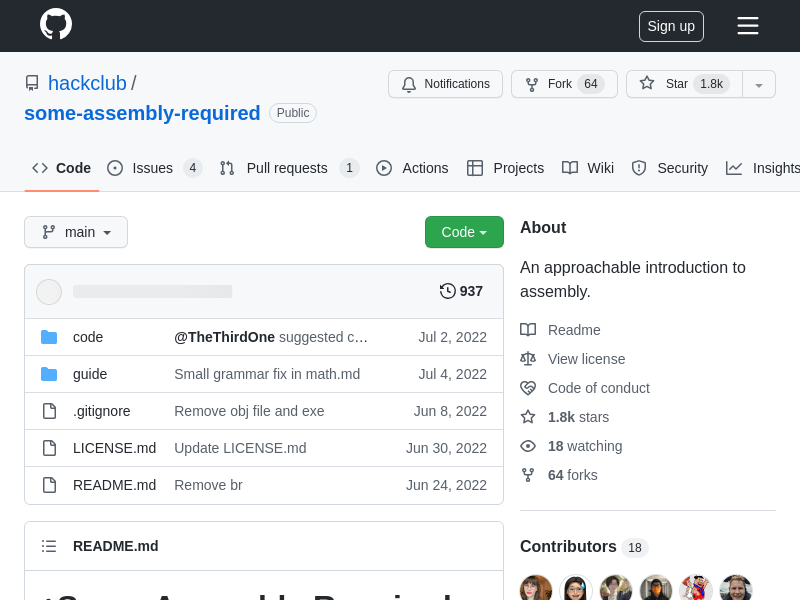 Sign up
hackclub /
some-assembly-required Public
Notifications Fork 64 Star 1.8k
Code Issues 4 Pull requests 1 Actions Projects Wiki Security Insights
main Code
937
code @TheThirdOne suggested c… Jul 2, 2022
guide Small grammar fix in math.md Jul 4, 2022
.gitignore Remove obj file and exe Jun 8, 2022
LICENSE.md Update LICENSE.md Jun 30, 2022
README.md Remove br Jun 24, 2022
README.md
Some Assembly Required
About
An approachable introduction to
assembly.
Readme
View license
Code of conduct
1.8k stars
18 watching
64 forks
Contributors 18